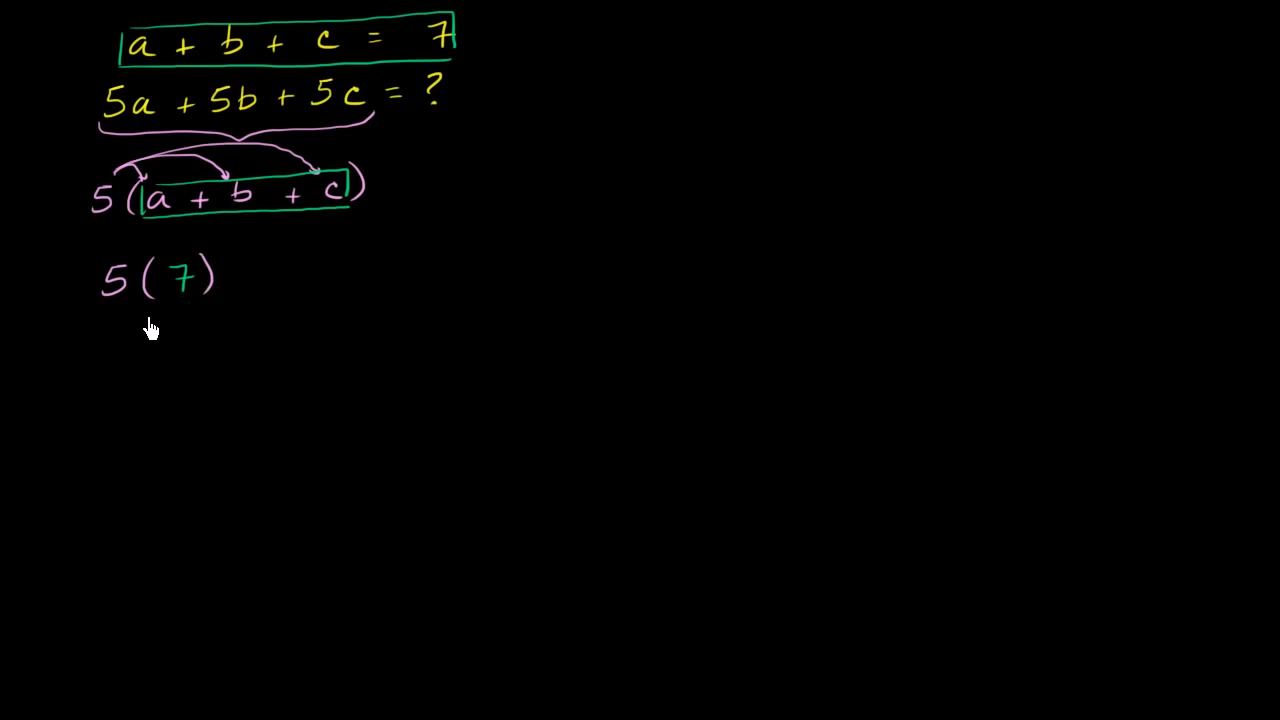 a + b + c = 7
5a + 5b + 5c = ?
5(a + b + c)
5(7)